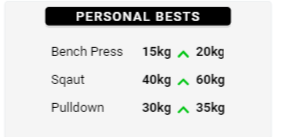 PERSONAL BESTS
Bench Press 15kg 20kg
Sqaut 40kg 60kg
Pulldown 30kg 35kg